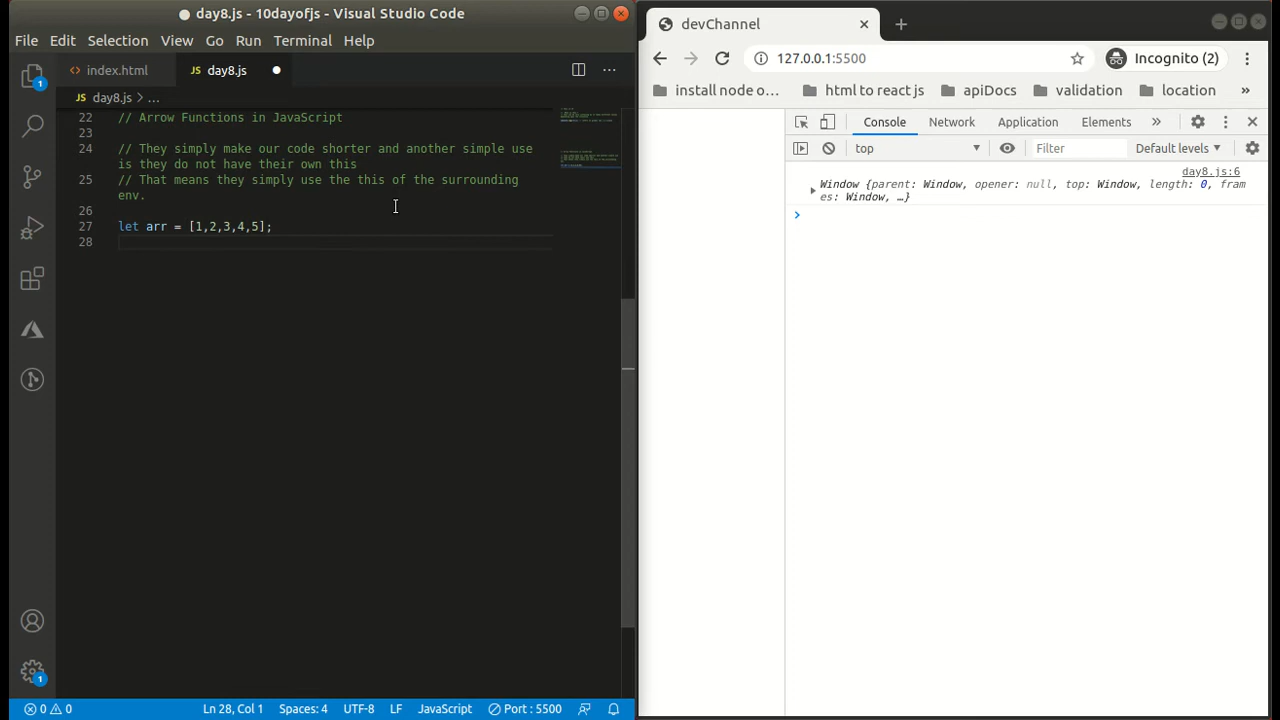 day8.js - 10dayofjs - Visual Studio Code
File Edit Selection View Go Run Terminal Help
index.html
JS day8.js
JS day8.js > ...
22 // Arrow Functions in JavaScript
23
24 // They simply make our code shorter and another simple use
is they do not have their own this
25 // That means they simply use the this of the surrounding
env.
26
27 let arr = [1,2,3,4,5];
28
1
1
0 0 Ln 28, Col 1 Spaces: 4 UTF-8 LF JavaScript Port : 5500
devChannel
127.0.0.1:5500 Incognito (2)
install node o... html to react js apiDocs validation location »
Console Network Application Elements »
top Filter Default levels
day8.js:6
Window {parent: Window, opener: null, top: Window, length: 0, fram
es: Window, …}